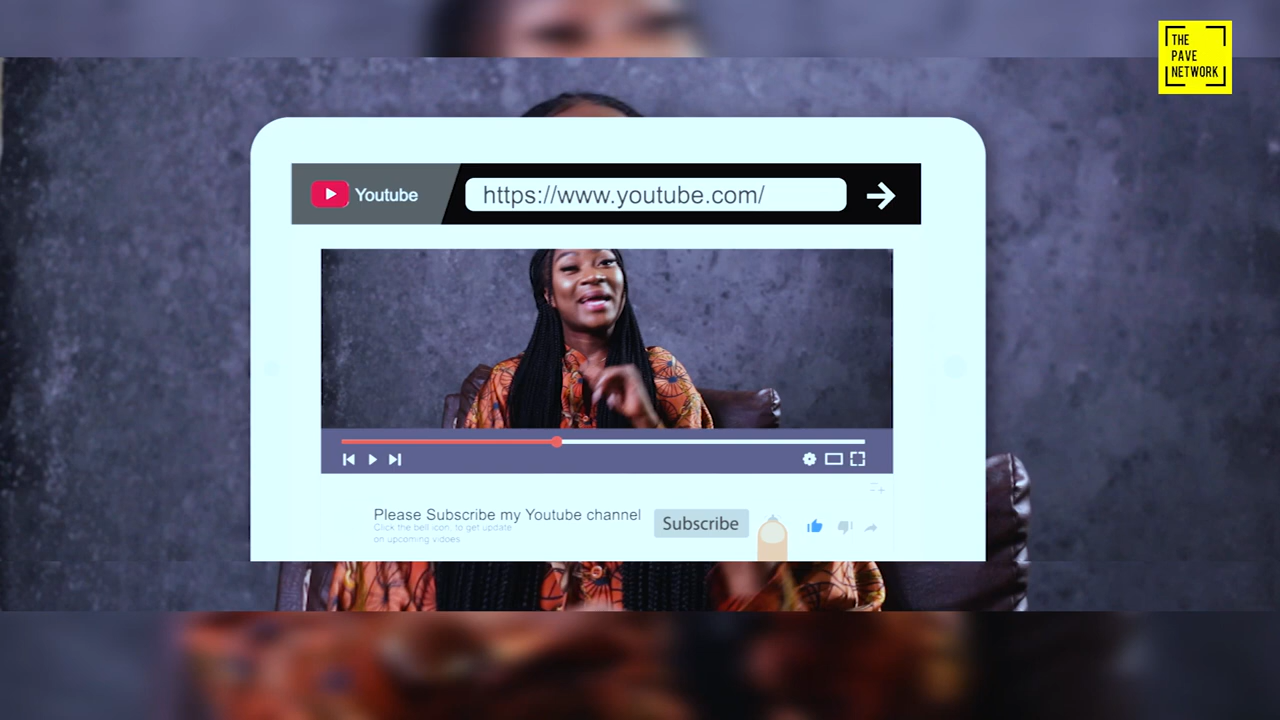 THE
PAVE
NETWORK
Youtube
https://www.youtube.com/
Please Subscribe my Youtube channel
Click the bell icon to get update
on upcoming vidoes
Subscribe